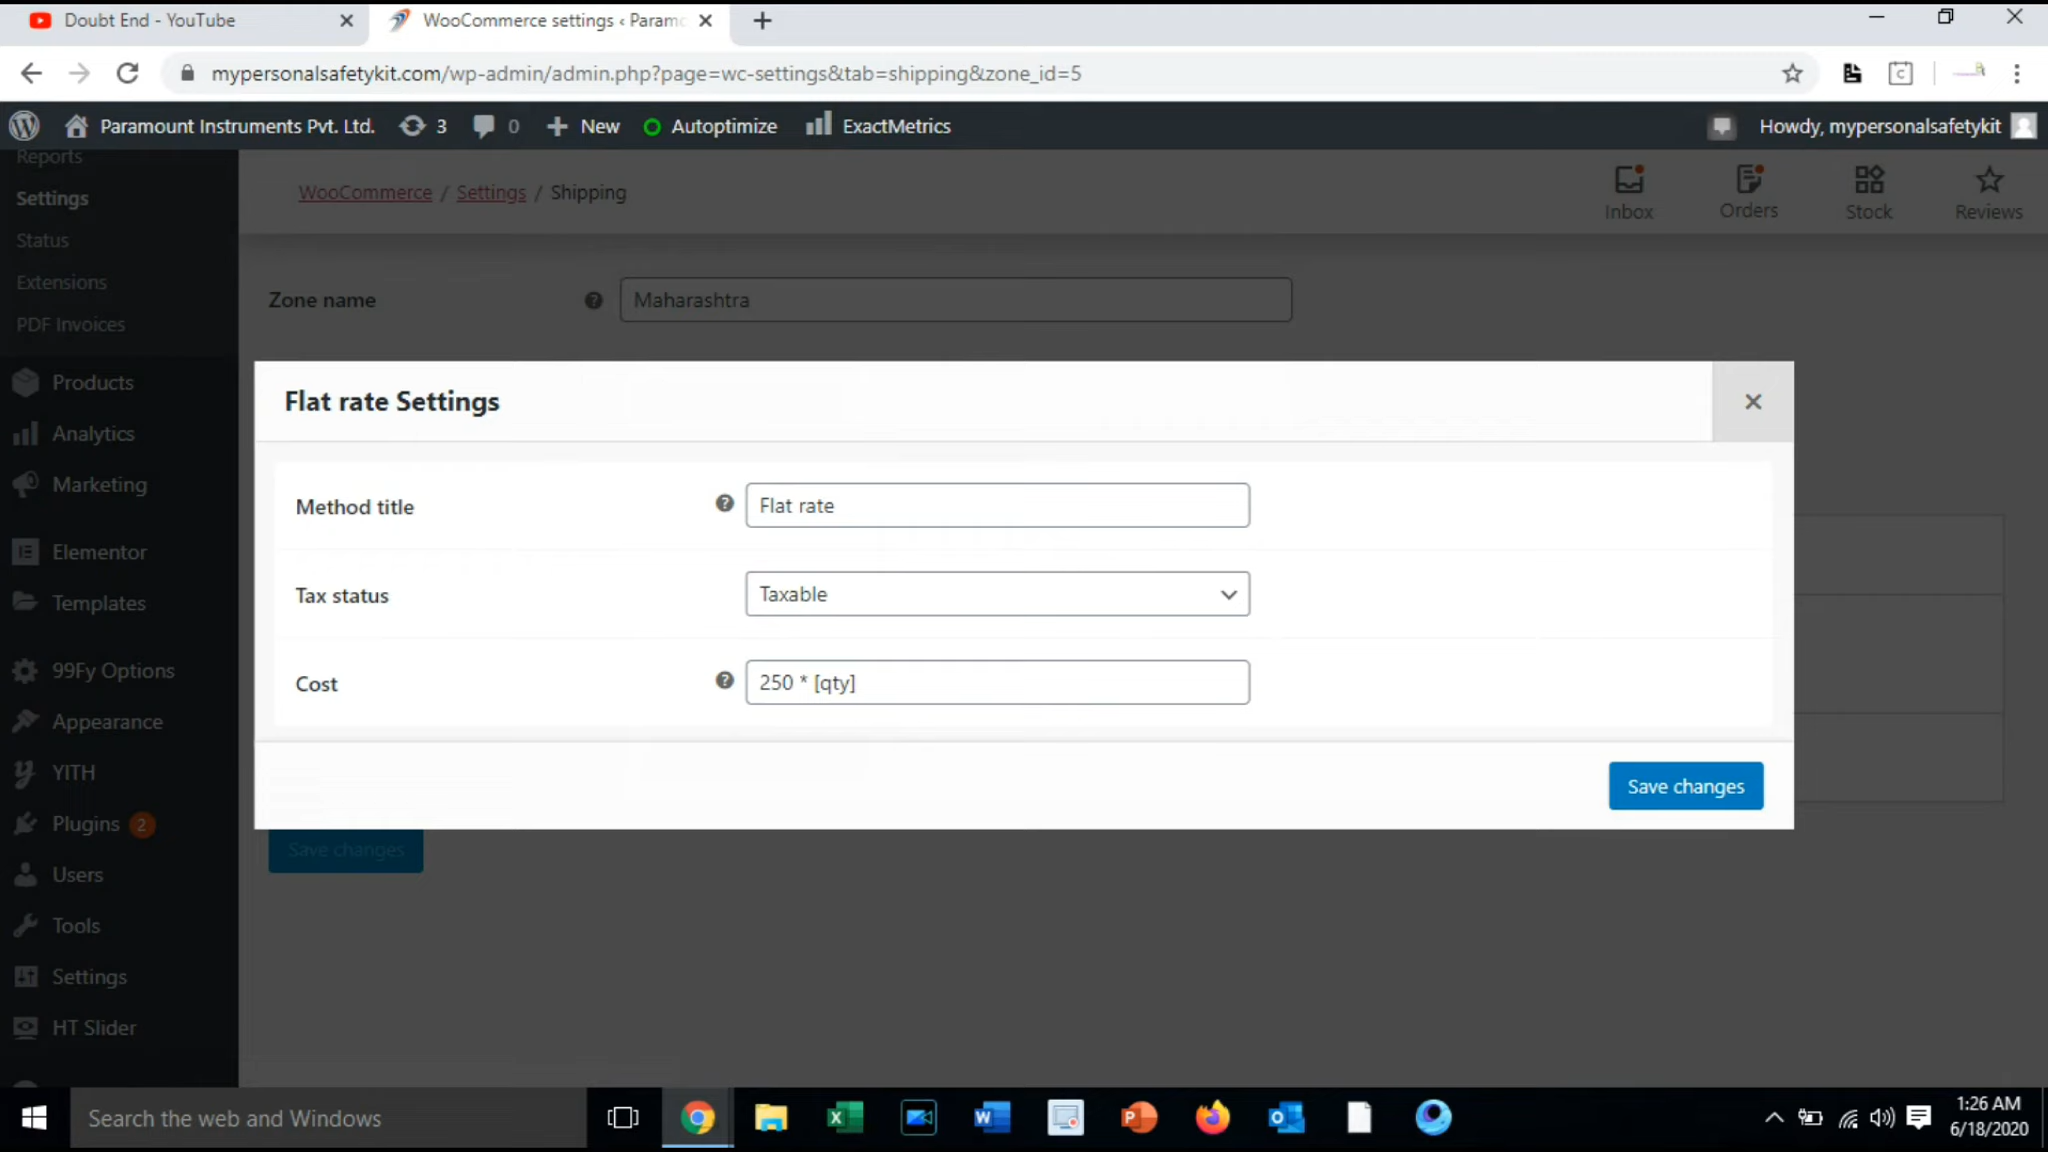 Doubt End - YouTube
WooCommerce settings ‹ Paramo
mypersonalsafetykit.com/wp-admin/admin.php?page=wc-settings&tab=shipping&zone_id=5
Paramount Instruments Pvt. Ltd. 3 0 New Autoptimize ExactMetrics Howdy, mypersonalsafetykit
Reports
Settings
Status
Extensions
PDF Invoices
Products
Analytics
Marketing
Elementor
Templates
99Fy Options
Appearance
YITH
Plugins 2
Users
Tools
Settings
HT Slider
WooCommerce / Settings / Shipping
Inbox Orders Stock Reviews
Zone name Maharashtra
Flat rate Settings
Method title Flat rate
Tax status Taxable
Cost 250 * [qty]
Save changes
Save changes
Search the web and Windows
1:26 AM
6/18/2020